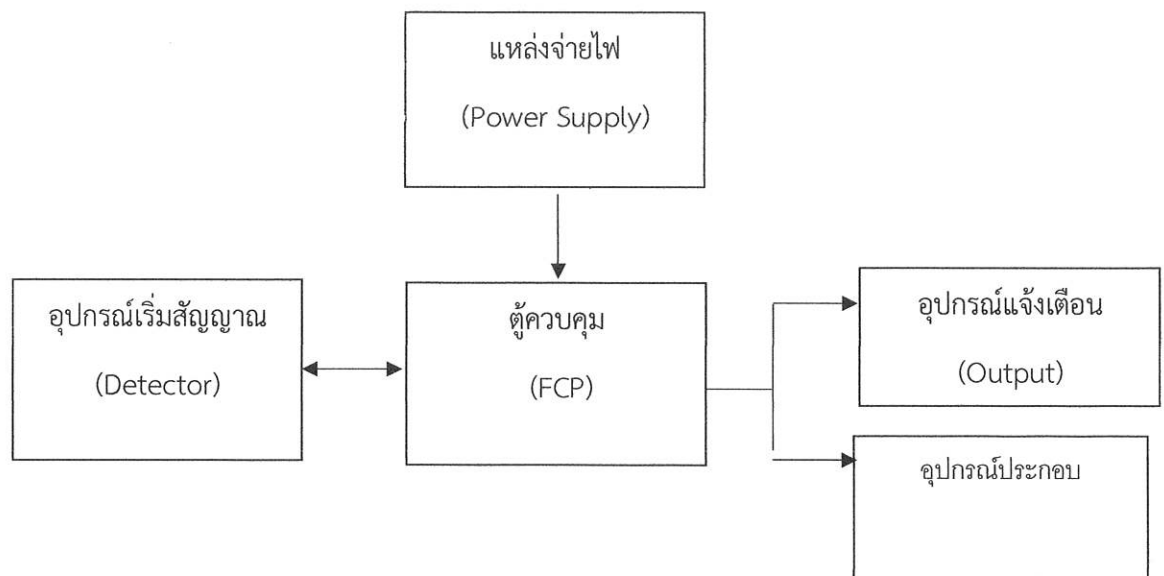 แหล่งจ่ายไฟ
(Power Supply)
อุปกรณ์เริ่มสัญญาณ
(Detector)
ตู้ควบคุม
(FCP)
อุปกรณ์แจ้งเตือน
(Output)
อุปกรณ์ประกอบ